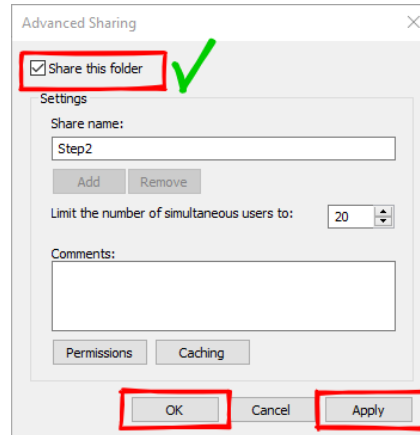 Advanced Sharing
Share this folder
Settings
Share name:
Step2
Add Remove
Limit the number of simultaneous users to: 20
Comments:
Permissions Caching
OK Cancel Apply